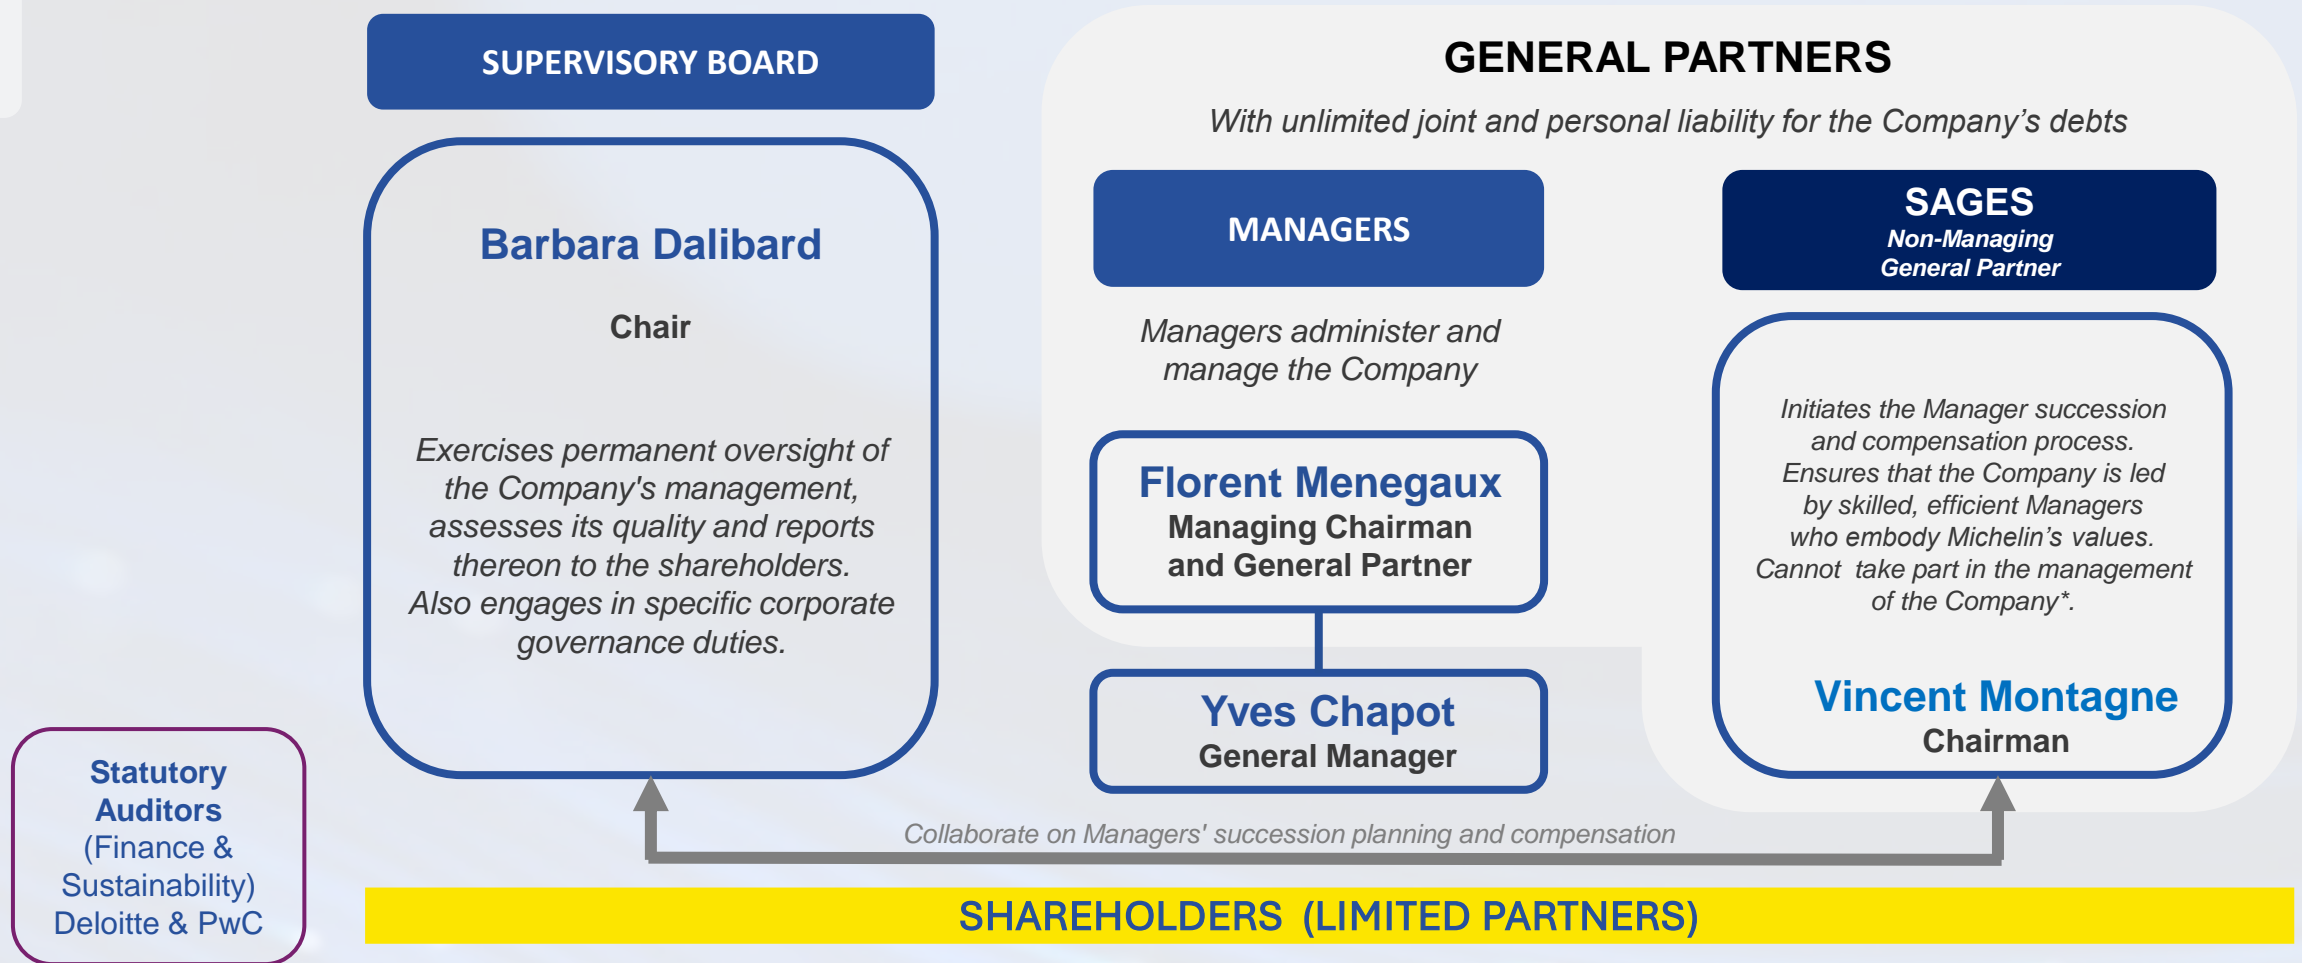 SUPERVISORY BOARD
Barbara Dalibard
Chair
Exercises permanent oversight of
the Company's management,
assesses its quality and reports
thereon to the shareholders.
Also engages in specific corporate
governance duties.
GENERAL PARTNERS
With unlimited joint and personal liability for the Company’s debts
MANAGERS
Managers administer and
manage the Company
Florent Menegaux
Managing Chairman
and General Partner
Yves Chapot
General Manager
SAGES
Non-Managing
General Partner
Initiates the Manager succession
and compensation process.
Ensures that the Company is led
by skilled, efficient Managers
who embody Michelin’s values.
Cannot  take part in the management
of the Company*.
Vincent Montagne
Chairman
Collaborate on Managers' succession planning and compensation
Statutory
Auditors
(Finance &
Sustainability)
Deloitte & PwC
SHAREHOLDERS  (LIMITED PARTNERS)